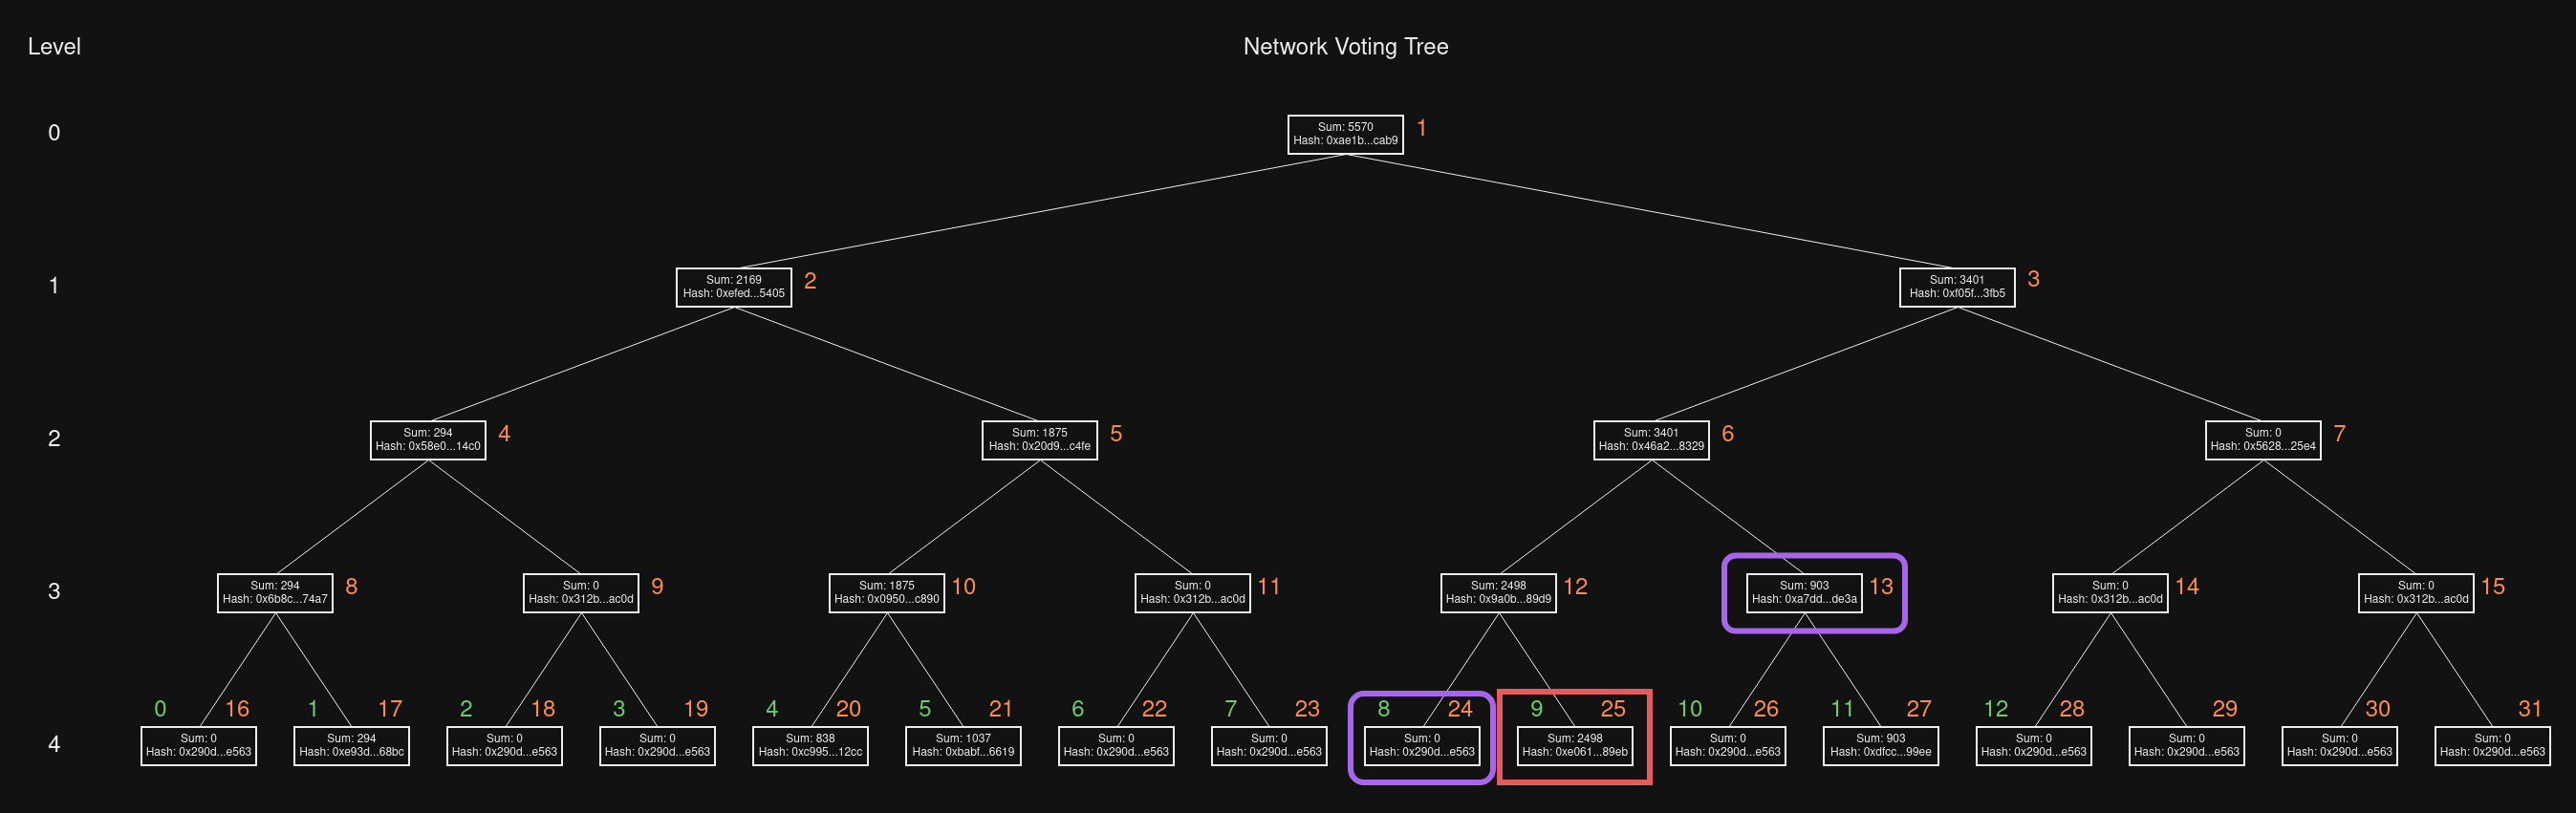 Level
Network Voting Tree
0
Sum: 5570
Hash: 0xae1b...cab9
1
1
Sum: 2169
Hash: 0xefed...5405
2
Sum: 3401
Hash: 0xf05f...3fb5
3
2
Sum: 294
Hash: 0x58e0...14c0
4
Sum: 1875
Hash: 0x20d9...c4fe
5
Sum: 3401
Hash: 0x46a2...8329
6
Sum: 0
Hash: 0x5628...25e4
7
3
Sum: 294
Hash: 0x6b8c...74a7
8
Sum: 0
Hash: 0x312b...ac0d
9
Sum: 1875
Hash: 0x0950...c890
10
Sum: 0
Hash: 0x312b...ac0d
11
Sum: 2498
Hash: 0x9a0b...89d9
12
Sum: 903
Hash: 0xa7dd...de3a
13
Sum: 0
Hash: 0x312b...ac0d
14
Sum: 0
Hash: 0x312b...ac0d
15
4
0 16
Sum: 0
Hash: 0x290d...e563
1 17
Sum: 294
Hash: 0xe93d...68bc
2 18
Sum: 0
Hash: 0x290d...e563
3 19
Sum: 0
Hash: 0x290d...e563
4 20
Sum: 838
Hash: 0xc995...12cc
5 21
Sum: 1037
Hash: 0xbabf...6619
6 22
Sum: 0
Hash: 0x290d...e563
7 23
Sum: 0
Hash: 0x290d...e563
8 24
Sum: 0
Hash: 0x290d...e563
9 25
Sum: 2498
Hash: 0xe061...89eb
10 26
Sum: 0
Hash: 0x290d...e563
11 27
Sum: 903
Hash: 0xdfcc...99ee
12 28
Sum: 0
Hash: 0x290d...e563
29
Sum: 0
Hash: 0x290d...e563
30
Sum: 0
Hash: 0x290d...e563
31
Sum: 0
Hash: 0x290d...e563